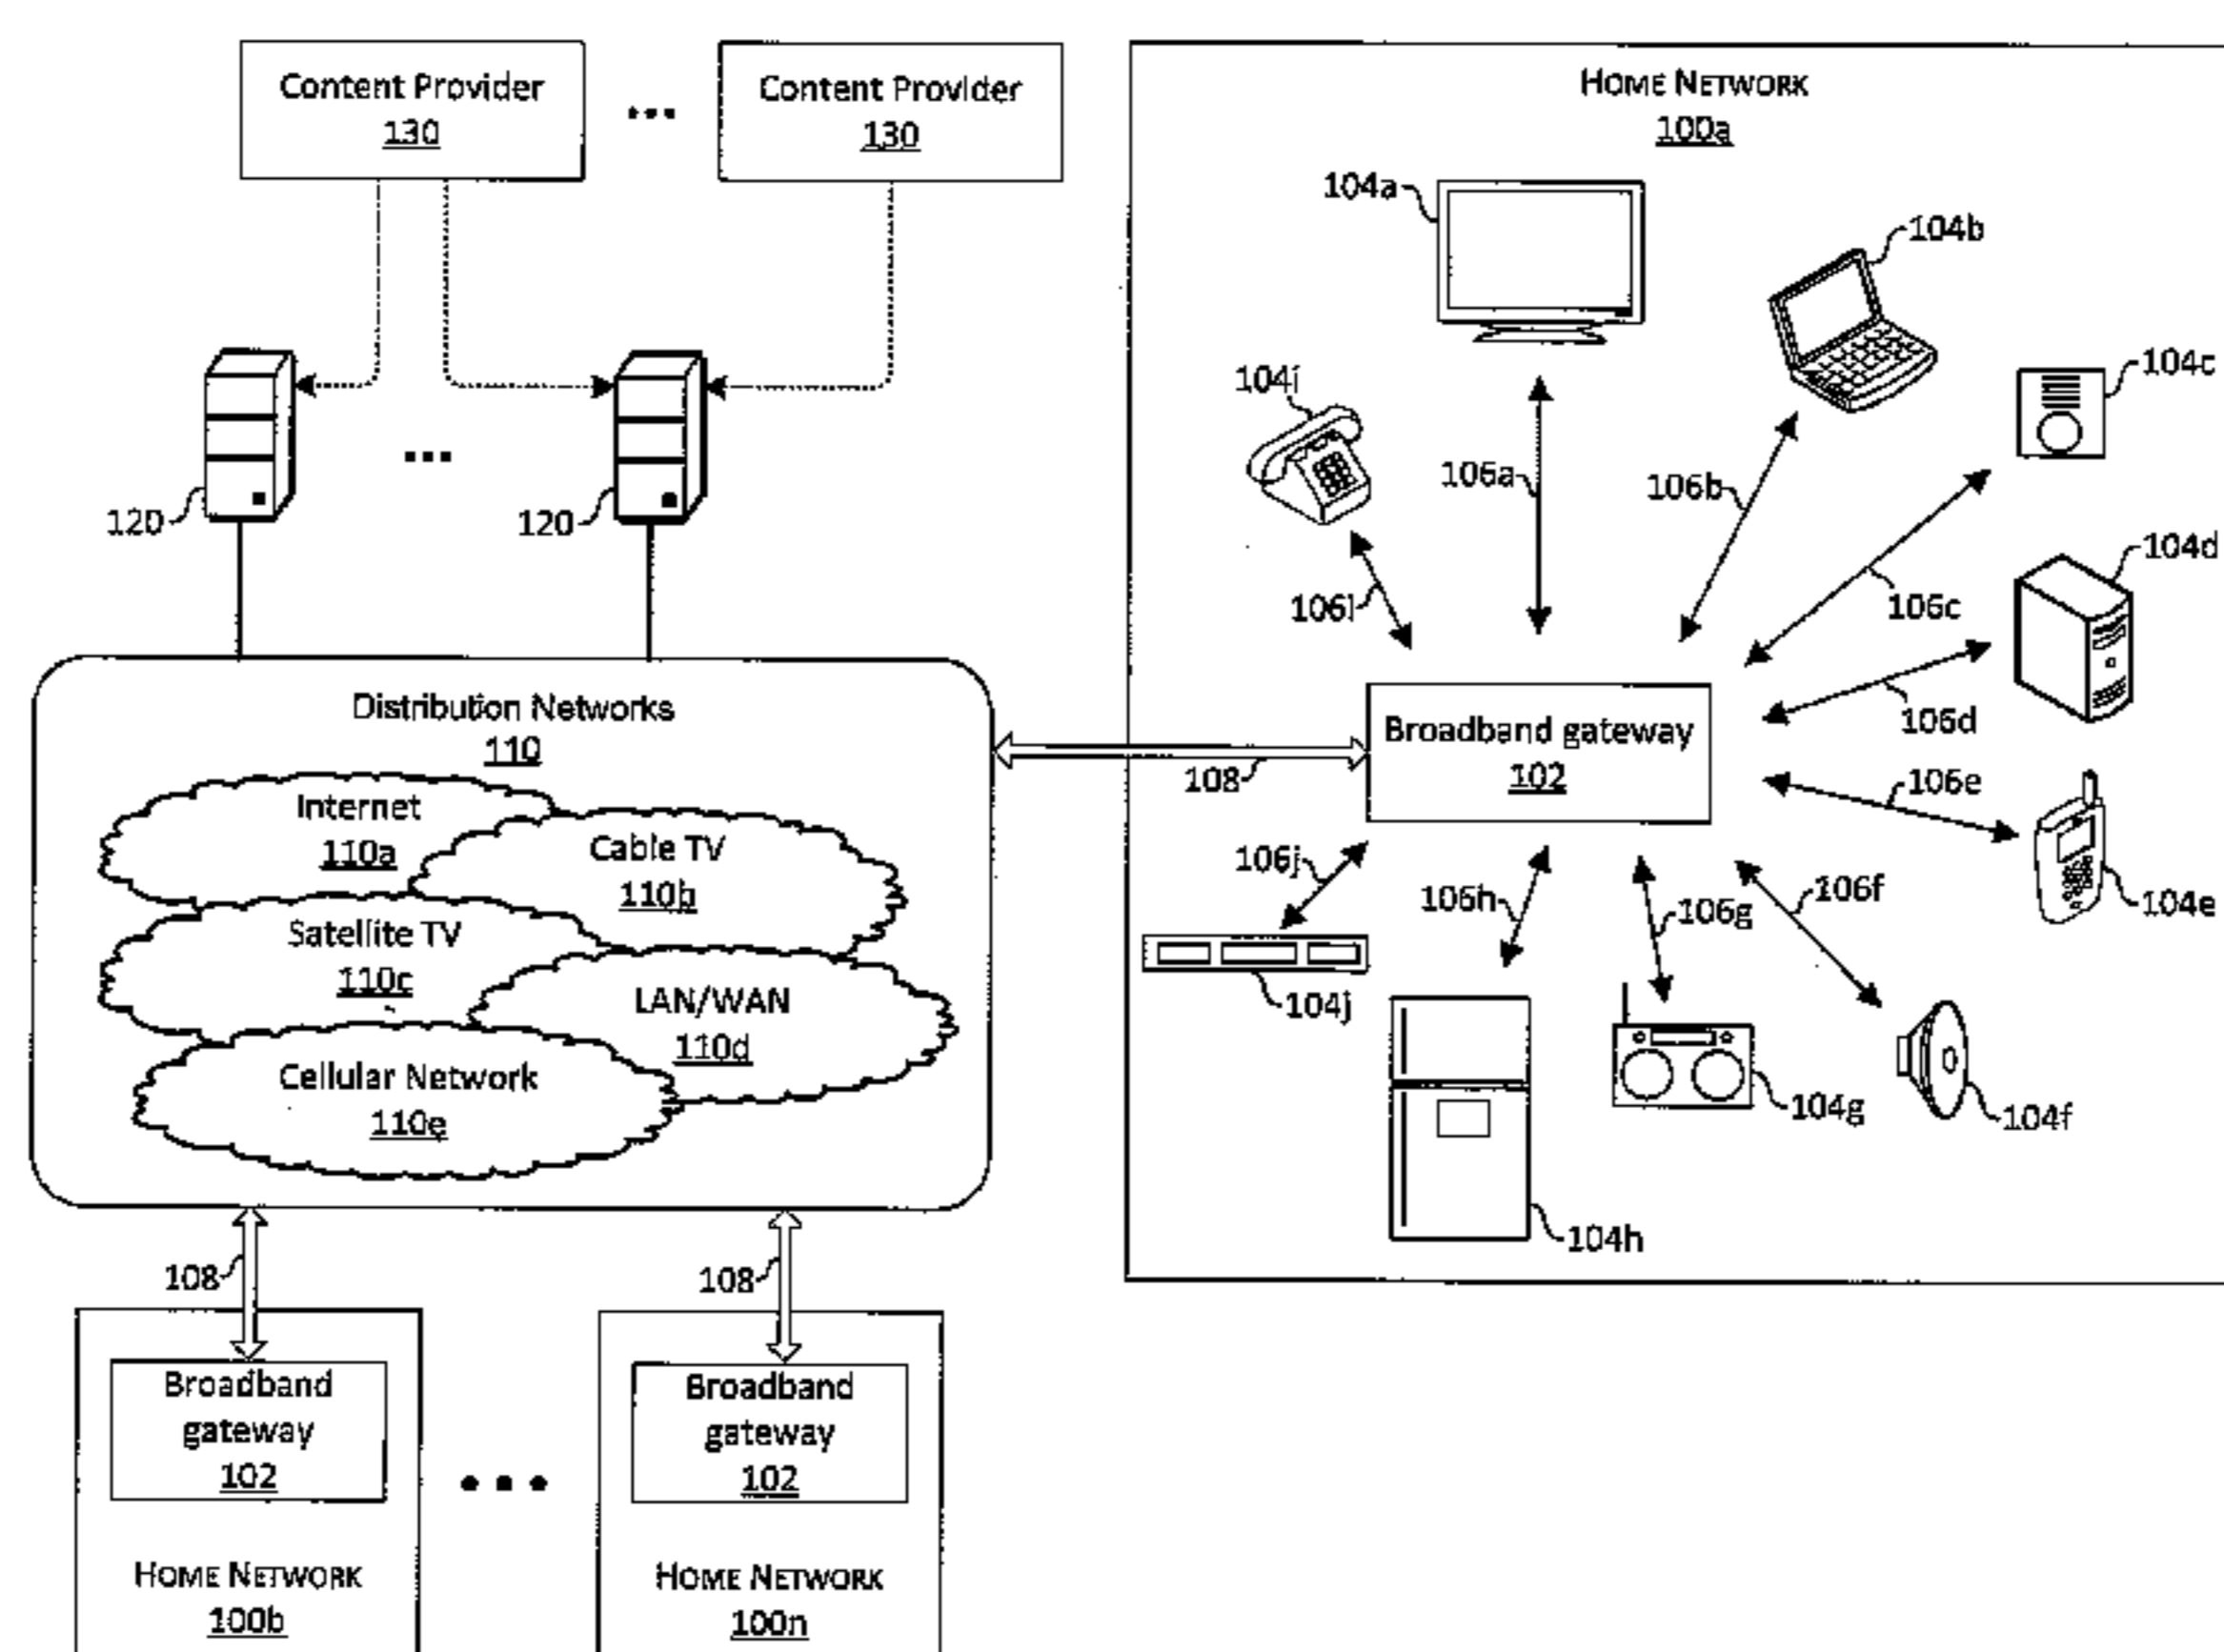 Content Provider
130
...
Content Provider
130
HOME NETWORK
100a
104a
104b
104c
104i
106a
106b
120
120
104d
106i
106c
Distribution Networks
110
106d
Broadband gateway
102
108
106e
Internet
110a
Cable TV
110b
106j
106h
106f
106g
104e
Satellite TV
110c
LAN/WAN
110d
104j
Cellular Network
110e
104g
104f
104h
108
108
Broadband
gateway
102
Broadband
gateway
102
HOME NETWORK
100b
HOME NETWORK
100n